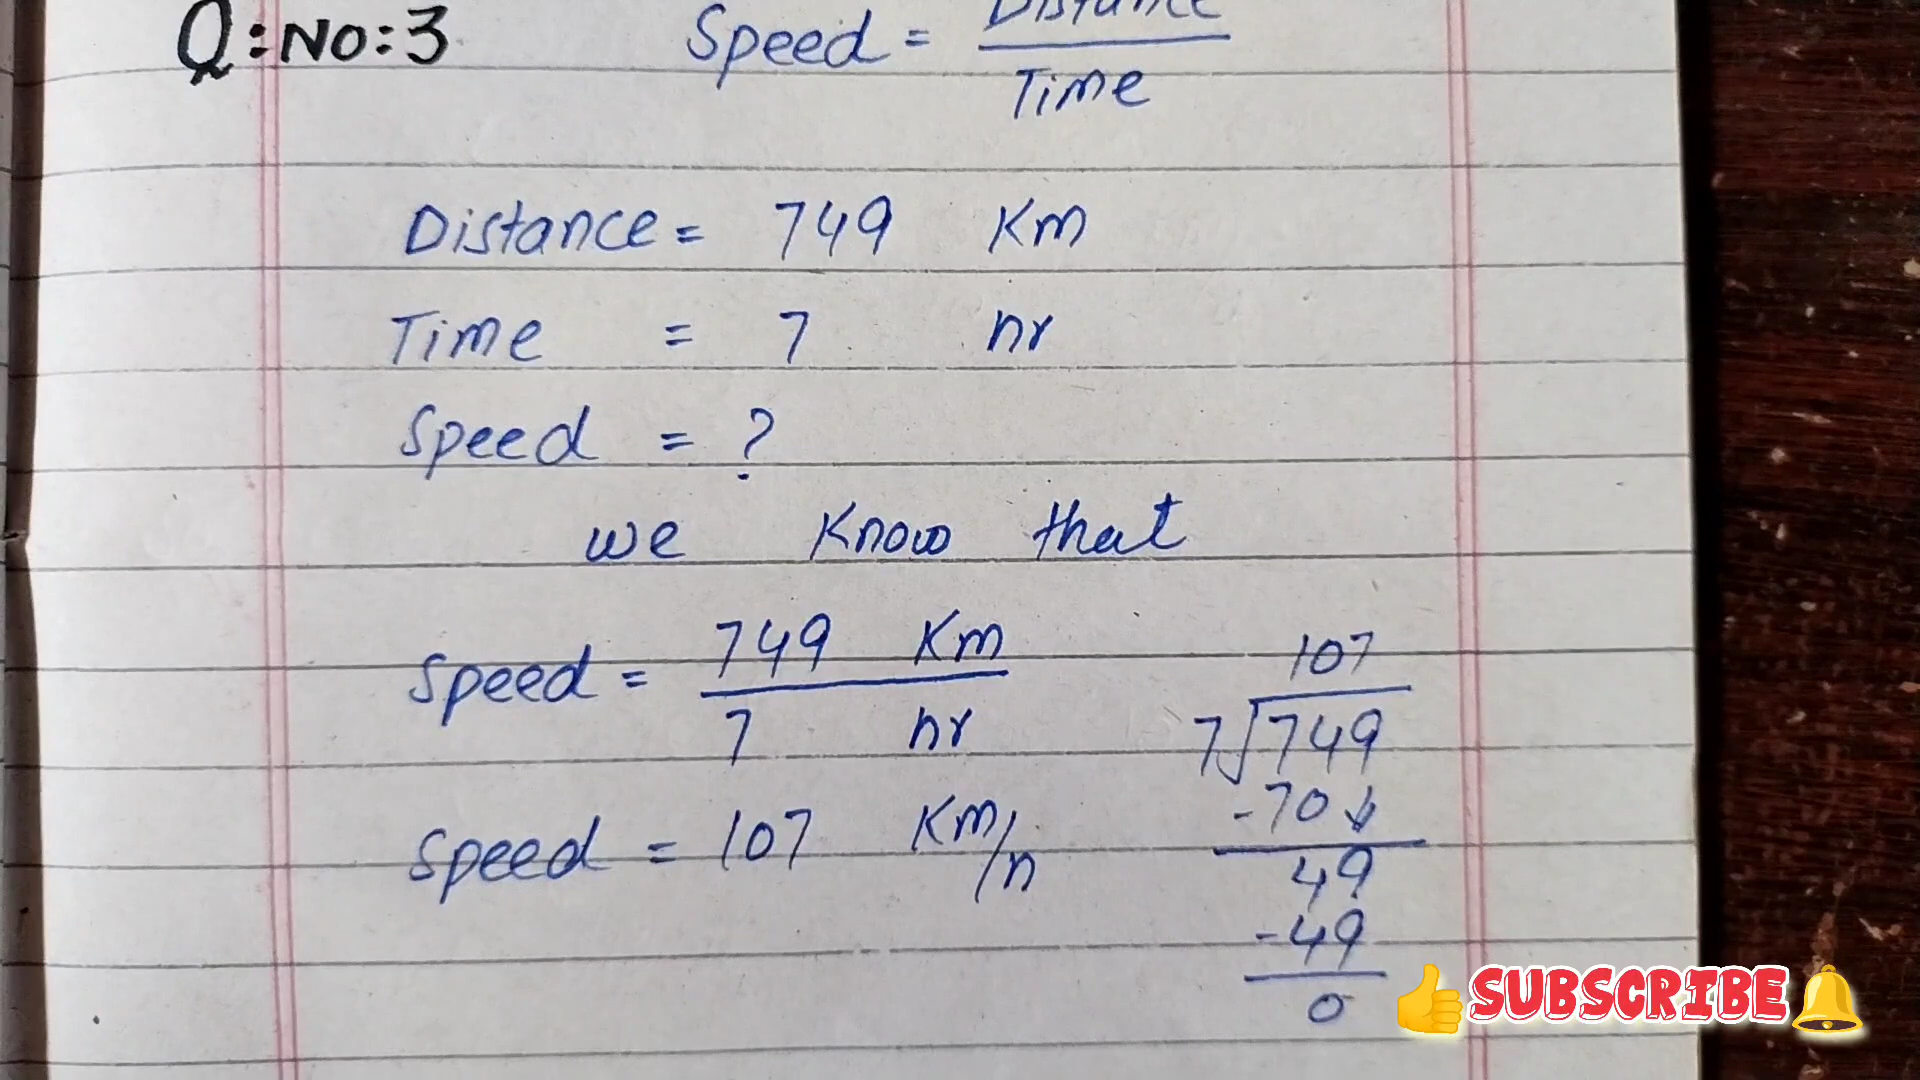 Q:NO:3 Speed = Distance
Time
Distance = 749 Km
Time = 7 hr
Speed = ?
we Know that
Speed = 749 Km
7 hr
Speed = 107 Km/h
107
7 749
-70↓
49
-49
0
SUBSCRIBE